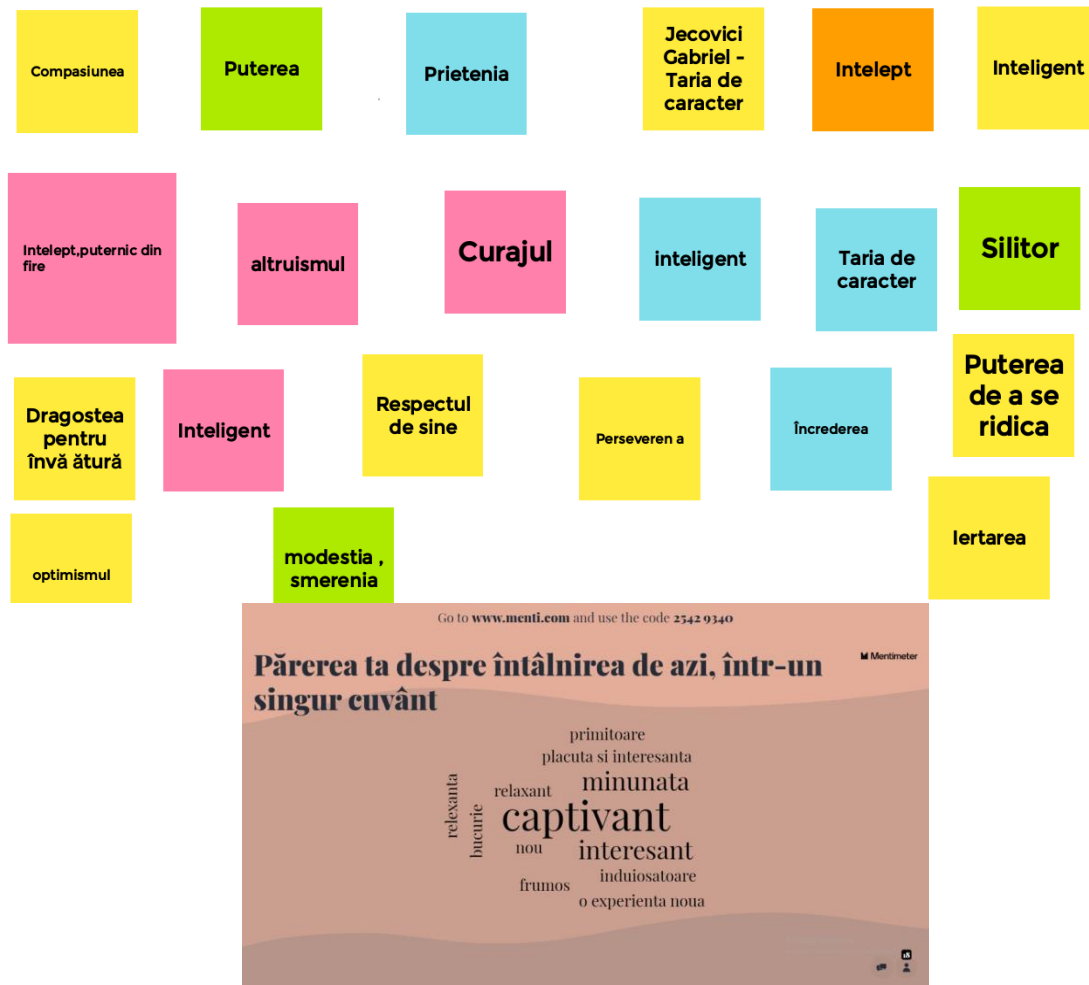 Compasiunea
Puterea
Prietenia
Jecovici
Gabriel -
Taria de
caracter
Intelept
Inteligent
Intelept,puternic din
fire
altruismul
Curajul
inteligent
Taria de
caracter
Silitor
Dragostea
pentru
învă ătură
Inteligent
Respectul
de sine
Perseveren a
Încrederea
Puterea
de a se
ridica
optimismul
modestia ,
smerenia
Iertarea
Go to www.menti.com and use the code 2542 9340
Părerea ta despre întâlnirea de azi, într-un
singur cuvânt
Mentimeter
primitoare
placuta si interesanta
minunata
relaxant
relexanta
bucurie
captivant
nou
interesant
induiosatoare
frumos
o experienta noua
18